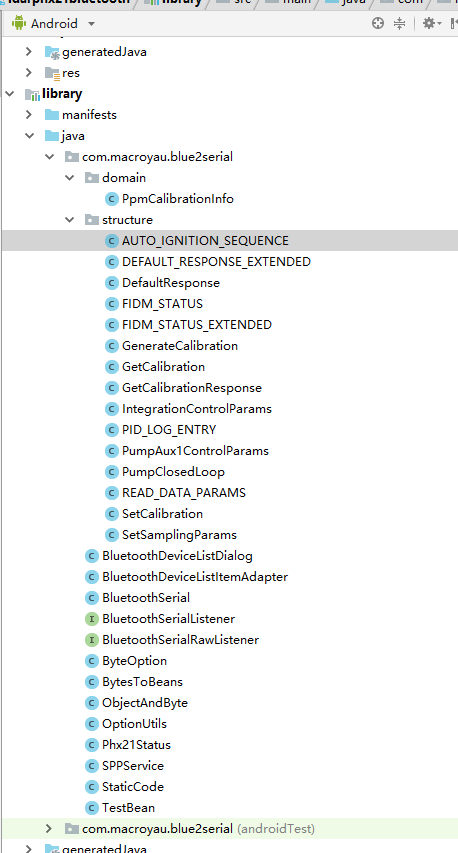 library
Android
generatedJava
res
library
manifests
java
com.macroyau.blue2serial
domain
PpmCalibrationInfo
structure
AUTO_IGNITION_SEQUENCE
DEFAULT_RESPONSE_EXTENDED
DefaultResponse
FIDM_STATUS
FIDM_STATUS_EXTENDED
GenerateCalibration
GetCalibration
GetCalibrationResponse
IntegrationControlParams
PID_LOG_ENTRY
PumpAux1ControlParams
PumpClosedLoop
READ_DATA_PARAMS
SetCalibration
SetSamplingParams
BluetoothDeviceListDialog
BluetoothDeviceListItemAdapter
BluetoothSerial
BluetoothSerialListener
BluetoothSerialRawListener
ByteOption
BytesToBeans
ObjectAndByte
OptionUtils
Phx21Status
SPPService
StaticCode
TestBean
com.macroyau.blue2serial (androidTest)
generatedJava